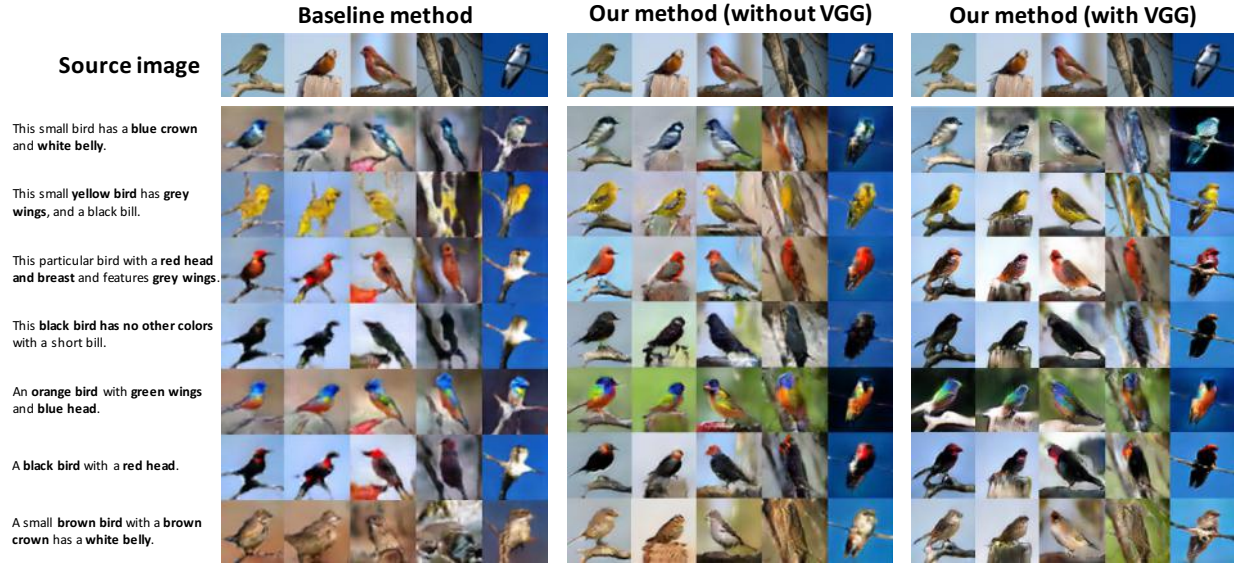 Baseline method
Our method (without VGG)
Our method (with VGG)
Source image
This small bird has a blue crown
and white belly.
This small yellow bird has grey
wings, and a black bill.
This particular bird with a red head
and breast and features grey wings.
This black bird has no other colors
with a short bill.
An orange bird with green wings
and blue head.
A black bird with a red head.
A small brown bird with a brown
crown has a white belly.